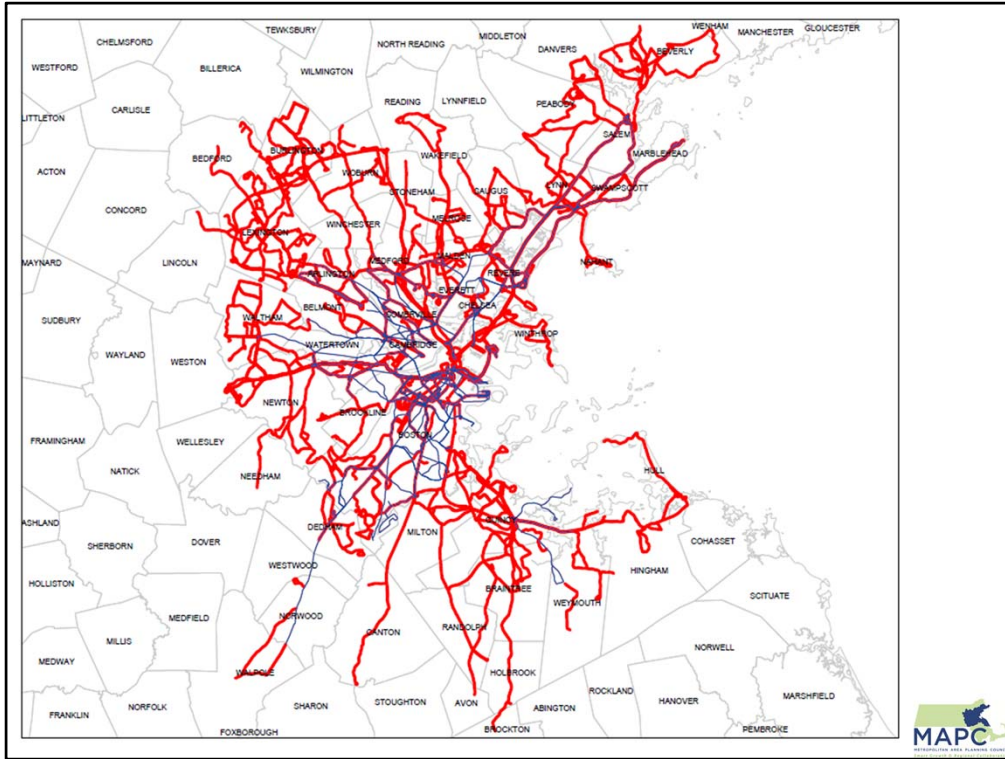 TEWKSBURY
WENHAM
MANCHESTER
GLOUCESTER
CHELMSFORD
NORTH READING
MIDDLETON
DANVERS
BEVERLY
WESTFORD
BILLERICA
WILMINGTON
READING
LYNNFIELD
PEABODY
LITTLETON
CARLISLE
SALEM
MARBLEHEAD
BEDFORD
BURLINGTON
WAKEFIELD
ACTON
WOBURN
STONEHAM
SAUGUS
LYNN
SWAMPSCOTT
CONCORD
WINCHESTER
MELROSE
LEXINGTON
MAYNARD
LINCOLN
MEDFORD
MALDEN
NAHANT
ARLINGTON
REVERE
EVERETT
SUDBURY
WALTHAM
BELMONT
SOMERVILLE
CHELSEA
WINTHROP
WAYLAND
WESTON
WATERTOWN
CAMBRIDGE
NEWTON
BROOKLINE
BOSTON
FRAMINGHAM
WELLESLEY
NATICK
NEEDHAM
HULL
ASHLAND
DEDHAM
QUINCY
MILTON
COHASSET
SHERBORN
DOVER
WESTWOOD
HINGHAM
HOLLISTON
BRAINTREE
WEYMOUTH
SCITUATE
MEDFIELD
NORWOOD
CANTON
RANDOLPH
MILLIS
NORWELL
MEDWAY
WALPOLE
HOLBROOK
ROCKLAND
HANOVER
MARSHFIELD
FRANKLIN
NORFOLK
SHARON
STOUGHTON
AVON
ABINGTON
FOXBOROUGH
BROCKTON
PEMBROKE
MAPC
METROPOLITAN AREA PLANNING COUNCIL